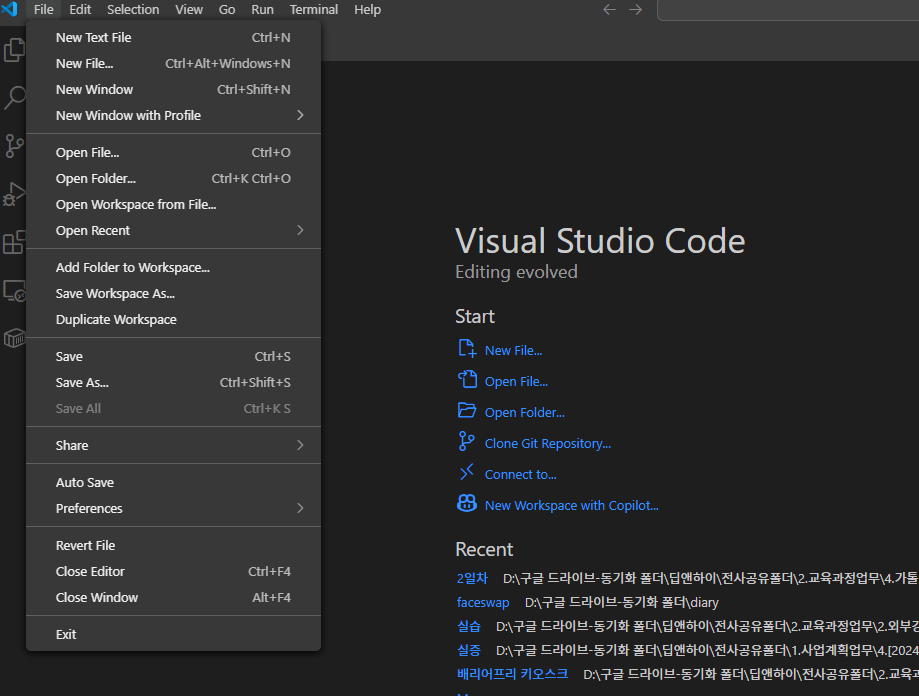 File Edit Selection View Go Run Terminal Help
New Text File Ctrl+N
New File... Ctrl+Alt+Windows+N
New Window Ctrl+Shift+N
New Window with Profile
Open File... Ctrl+O
Open Folder... Ctrl+K Ctrl+O
Open Workspace from File...
Open Recent
Add Folder to Workspace...
Save Workspace As...
Duplicate Workspace
Save Ctrl+S
Save As... Ctrl+Shift+S
Save All Ctrl+K S
Share
Auto Save
Preferences
Revert File
Close Editor Ctrl+F4
Close Window Alt+F4
Exit
Visual Studio Code
Editing evolved
Start
New File...
Open File...
Open Folder...
Clone Git Repository...
Connect to...
New Workspace with Copilot...
Recent
2일차 D:\구글 드라이브-동기화 폴더\딥앤하이\전사공유폴더\2.교육과정업무\4.가톨
faceswap D:\구글 드라이브-동기화 폴더\diary
실습 D:\구글 드라이브-동기화 폴더\딥앤하이\전사공유폴더\2.교육과정업무\2.외부강
실증 D:\구글 드라이브-동기화 폴더\딥앤하이\전사공유폴더\1.사업계획업무\4.[2024
배리어프리 키오스크 D:\구글 드라이브-동기화 폴더\딥앤하이\전사공유폴더\2.교육과